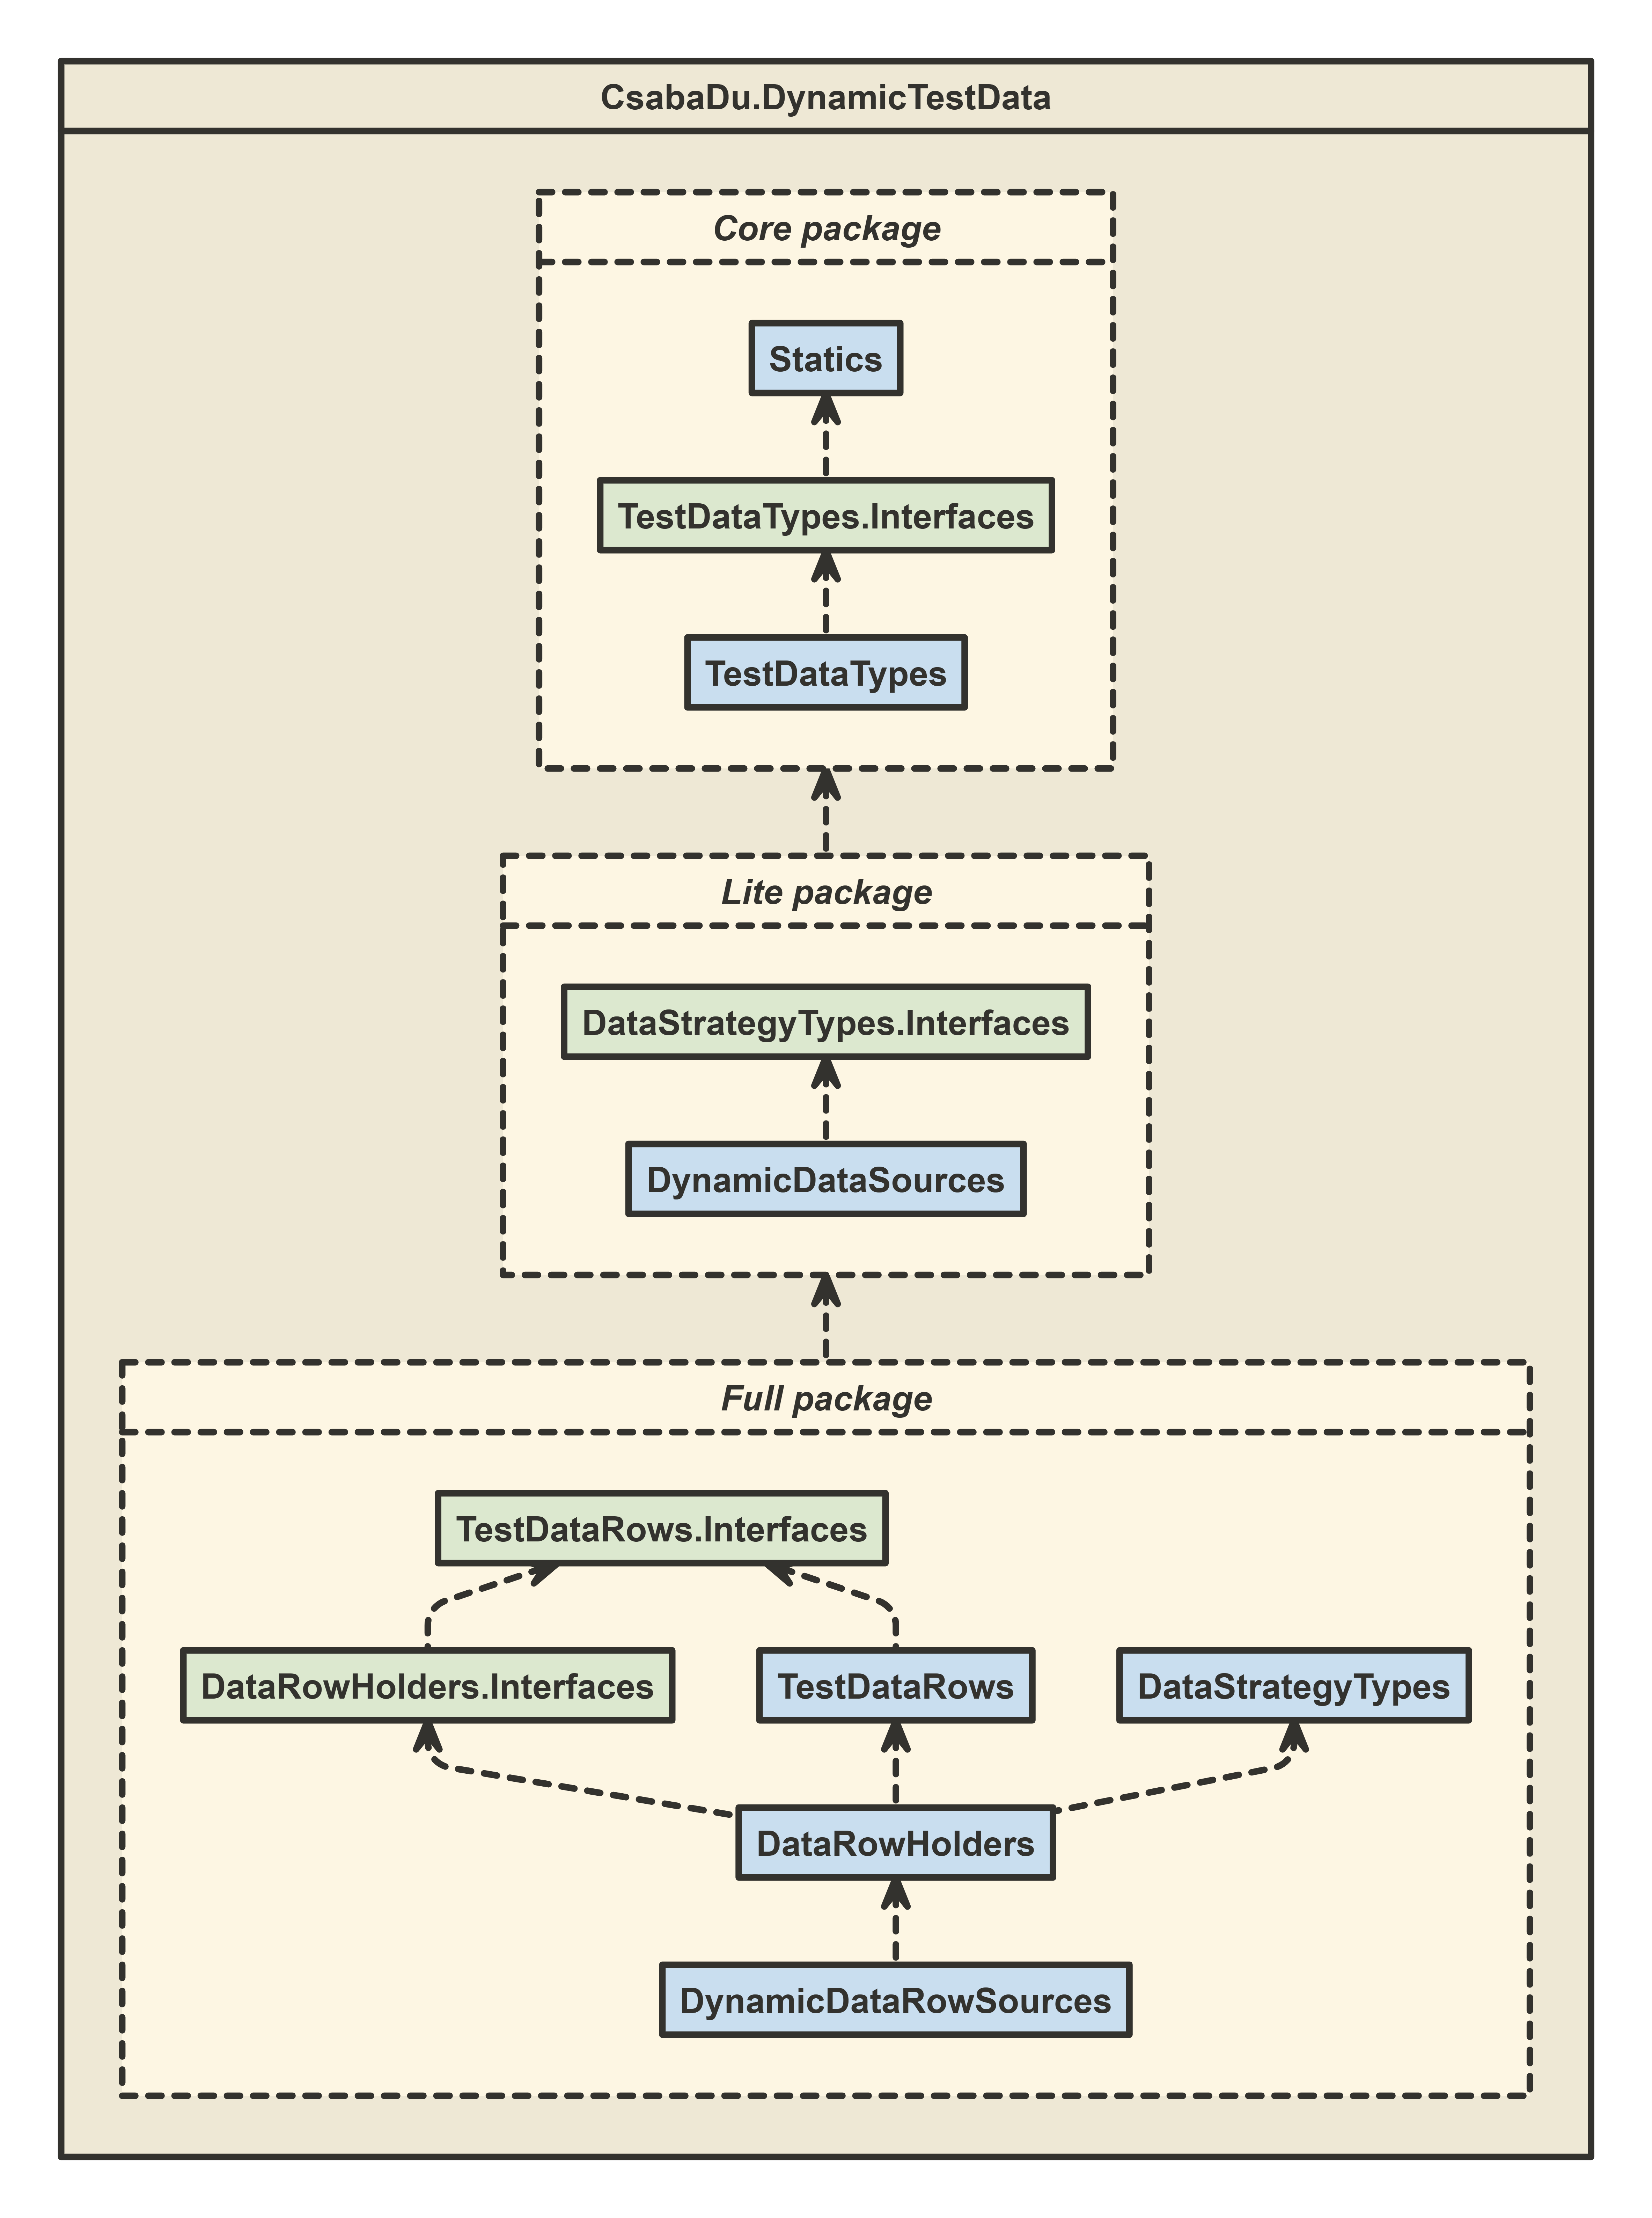 CsabaDu.DynamicTestData
Core package
Statics
TestDataTypes.Interfaces
TestDataTypes
Lite package
DataStrategyTypes.Interfaces
DynamicDataSources
Full package
TestDataRows.Interfaces
DataRowHolders.Interfaces
TestDataRows
DataStrategyTypes
DataRowHolders
DynamicDataRowSources